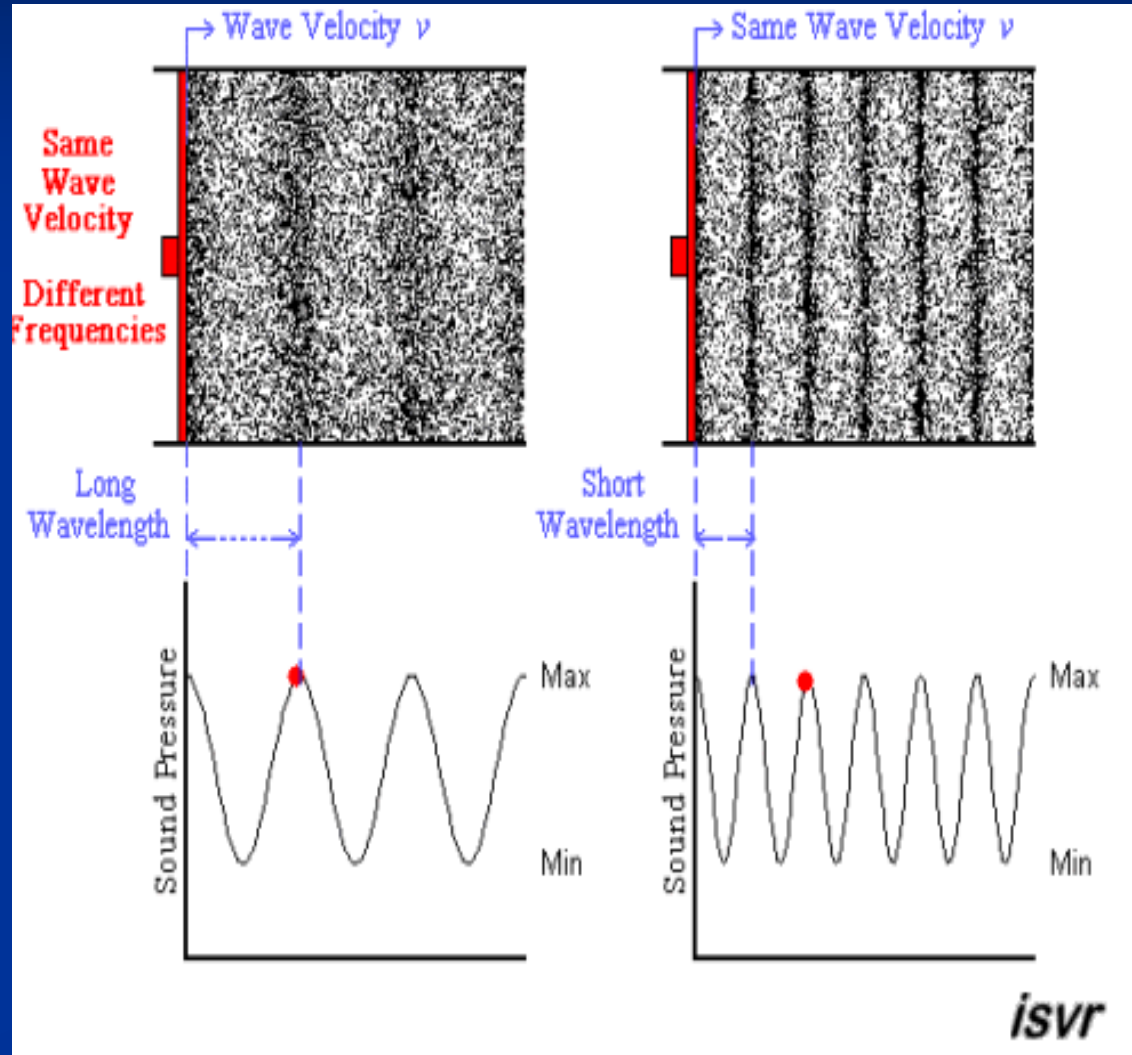 Wave Velocity ν
Same Wave Velocity ν
Same
Wave
Velocity
Different
Frequencies
Long
Wavelength
Short
Wavelength
Sound Pressure
Max
Min
Sound Pressure
Max
Min
isvr